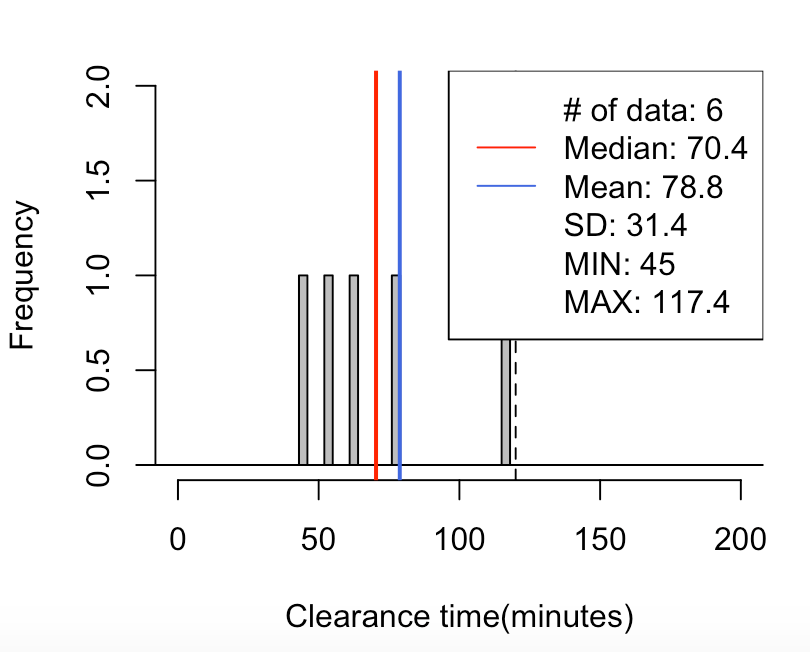 2.0
1.5
1.0
0.5
0.0
Frequency
# of data: 6
Median: 70.4
Mean: 78.8
SD: 31.4
MIN: 45
MAX: 117.4
0 50 100 150 200
Clearance time(minutes)